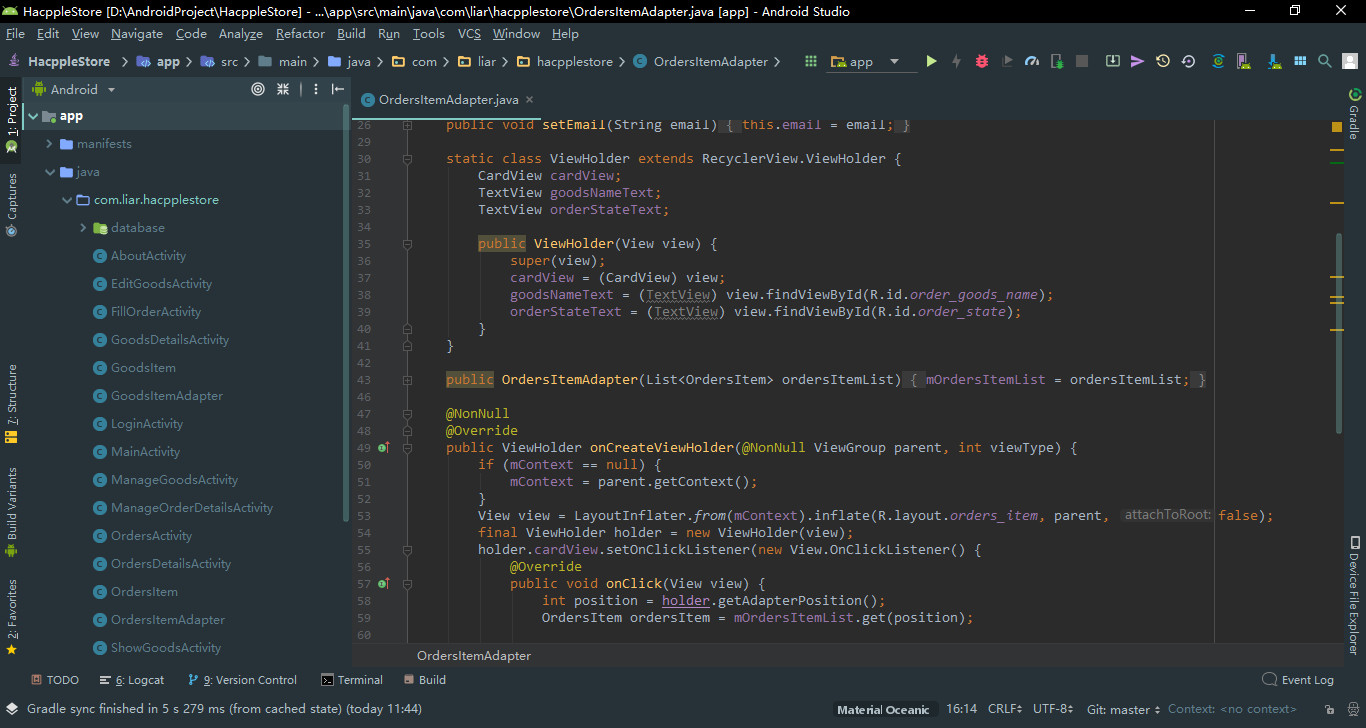 HacppleStore [D:\AndroidProject\HacppleStore] - ...\app\src\main\java\com\liar\hacpplestore\OrdersItemAdapter.java [app] - Android Studio
File Edit View Navigate Code Analyze Refactor Build Run Tools VCS Window Help
HacppleStore app src main java com liar hacpplestore OrdersItemAdapter app
1: Project
Captures
7: Structure
Build Variants
2: Favorites
Android
app
manifests
java
com.liar.hacpplestore
database
AboutActivity
EditGoodsActivity
FillOrderActivity
GoodsDetailsActivity
GoodsItem
GoodsItemAdapter
LoginActivity
MainActivity
ManageGoodsActivity
ManageOrderDetailsActivity
OrdersActivity
OrdersDetailsActivity
OrdersItem
OrdersItemAdapter
ShowGoodsActivity
OrdersItemAdapter.java
26 public void setEmail(String email) { this.email = email; }
29
30 static class ViewHolder extends RecyclerView.ViewHolder {
31 CardView cardView;
32 TextView goodsNameText;
33 TextView orderStateText;
34
35 public ViewHolder(View view) {
36 super(view);
37 cardView = (CardView) view;
38 goodsNameText = (TextView) view.findViewById(R.id.order_goods_name);
39 orderStateText = (TextView) view.findViewById(R.id.order_state);
40 }
41 }
42
43 public OrdersItemAdapter(List<OrdersItem> ordersItemList) { mOrdersItemList = ordersItemList; }
46
47 @NonNull
48 @Override
49 public ViewHolder onCreateViewHolder(@NonNull ViewGroup parent, int viewType) {
50 if (mContext == null) {
51 mContext = parent.getContext();
52 }
53 View view = LayoutInflater.from(mContext).inflate(R.layout.orders_item, parent, attachToRoot: false);
54 final ViewHolder holder = new ViewHolder(view);
55 holder.cardView.setOnClickListener(new View.OnClickListener() {
56 @Override
57 public void onClick(View view) {
58 int position = holder.getAdapterPosition();
59 OrdersItem ordersItem = mOrdersItemList.get(position);
60
OrdersItemAdapter
Gradle
Device File Explorer
TODO 6: Logcat 9: Version Control Terminal Build Event Log
Gradle sync finished in 5 s 279 ms (from cached state) (today 11:44) Material Oceanic 16:14 CRLF UTF-8 Git: master Context: <no context>